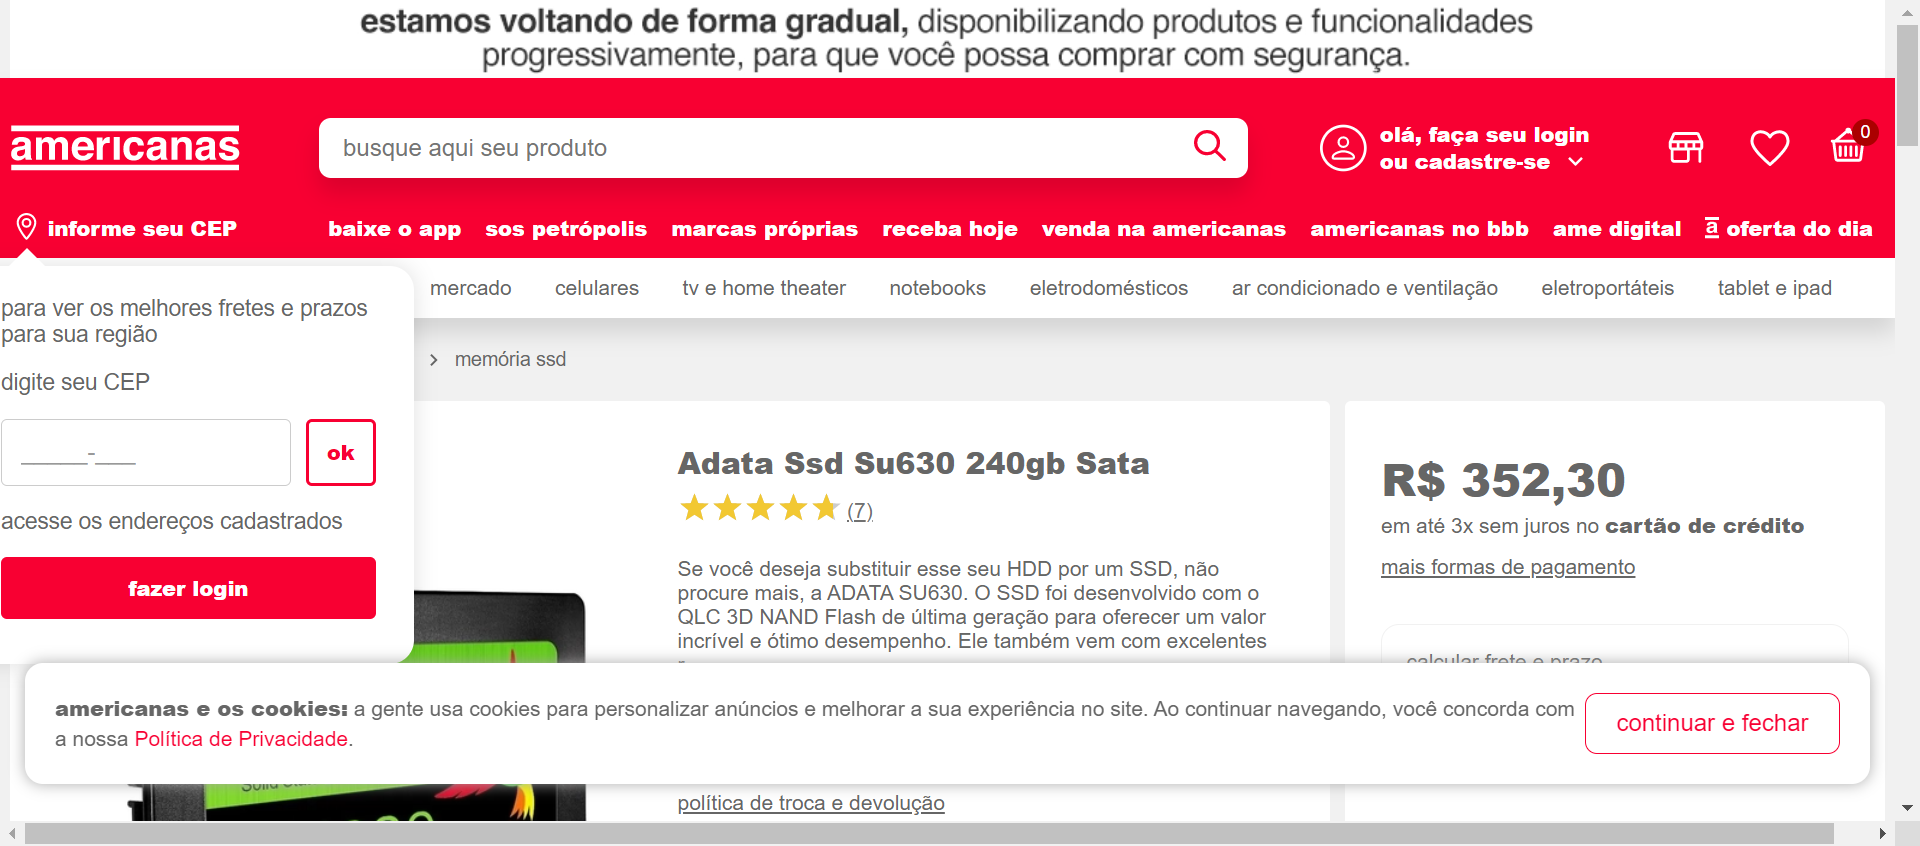 estamos voltando de forma gradual, disponibilizando produtos e funcionalidades
progressivamente, para que você possa comprar com segurança.
americanas
busque aqui seu produto
olá, faça seu login
ou cadastre-se
0
informe seu CEP
baixe o app
sos petrópolis
marcas próprias
receba hoje
venda na americanas
americanas no bbb
ame digital
a oferta do dia
mercado
celulares
tv e home theater
notebooks
eletrodomésticos
ar condicionado e ventilação
eletroportáteis
tablet e ipad
para ver os melhores fretes e prazos
para sua região
digite seu CEP
_____-___
ok
acesse os endereços cadastrados
fazer login
> memória ssd
Adata Ssd Su630 240gb Sata
(7)
Se você deseja substituir esse seu HDD por um SSD, não
procure mais, a ADATA SU630. O SSD foi desenvolvido com o
QLC 3D NAND Flash de última geração para oferecer um valor
incrível e ótimo desempenho. Ele também vem com excelentes
R$ 352,30
em até 3x sem juros no cartão de crédito
mais formas de pagamento
calcular frete e prazo
americanas e os cookies: a gente usa cookies para personalizar anúncios e melhorar a sua experiência no site. Ao continuar navegando, você concorda com
a nossa Política de Privacidade.
continuar e fechar
política de troca e devolução